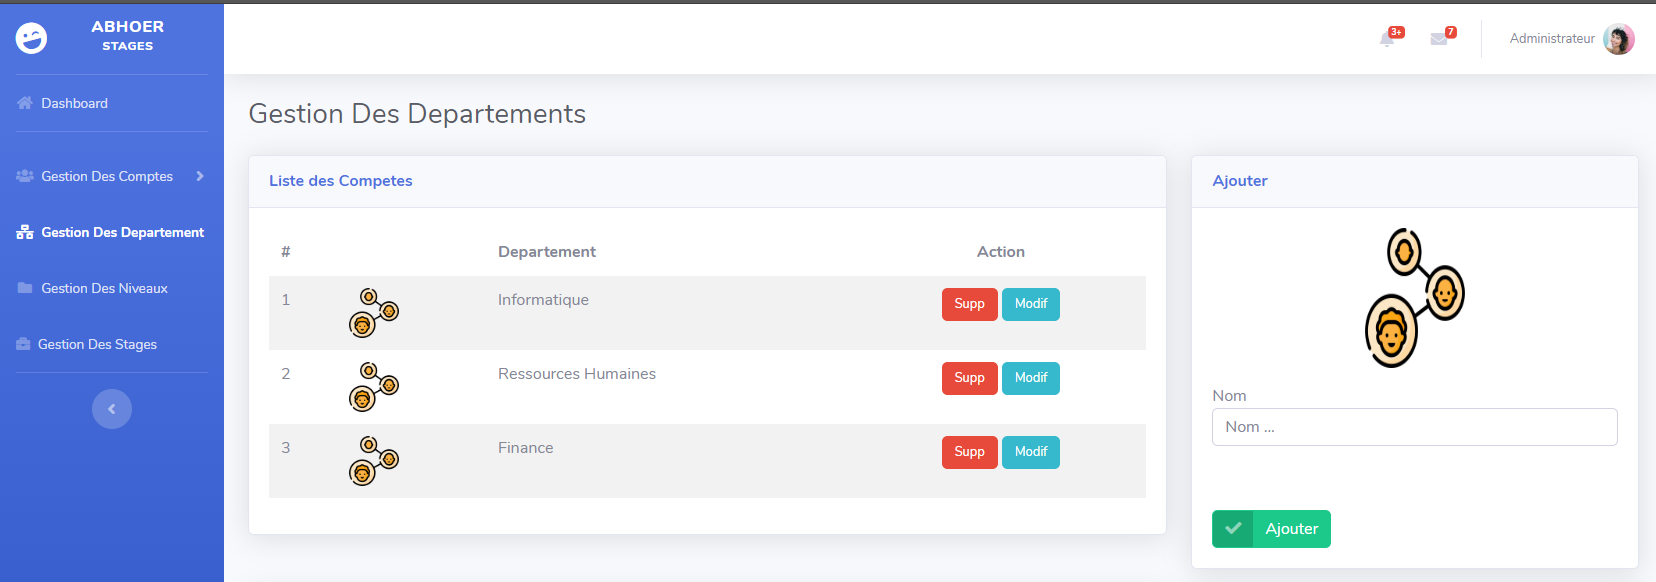 ABHOER
STAGES
3+
7
Administrateur
Dashboard
Gestion Des Comptes
Gestion Des Departement
Gestion Des Niveaux
Gestion Des Stages
Gestion Des Departements
Liste des Competes
# Departement Action
1 Informatique Supp Modif
2 Ressources Humaines Supp Modif
3 Finance Supp Modif
Ajouter
Nom
Nom ...
Ajouter